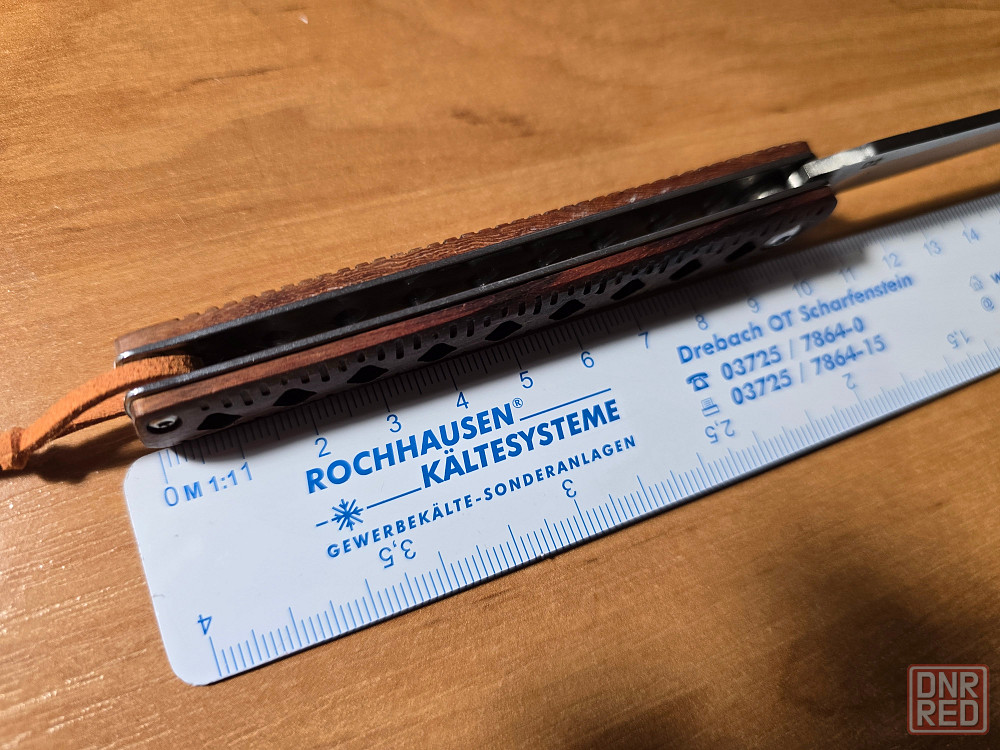 0 M 1:1 1 2 3 4 5 6 7 8 9 10 11 12 13 14
ROCHHAUSEN®
KÄLTESYSTEME
GEWERBEKÄLTE-SONDERANLAGEN
Drebach OT Scharfenstein
☎ 03725 / 7864-0
03725 / 7864-15
@ w
4 3,5 3 2,5 2 15
DNR
RED